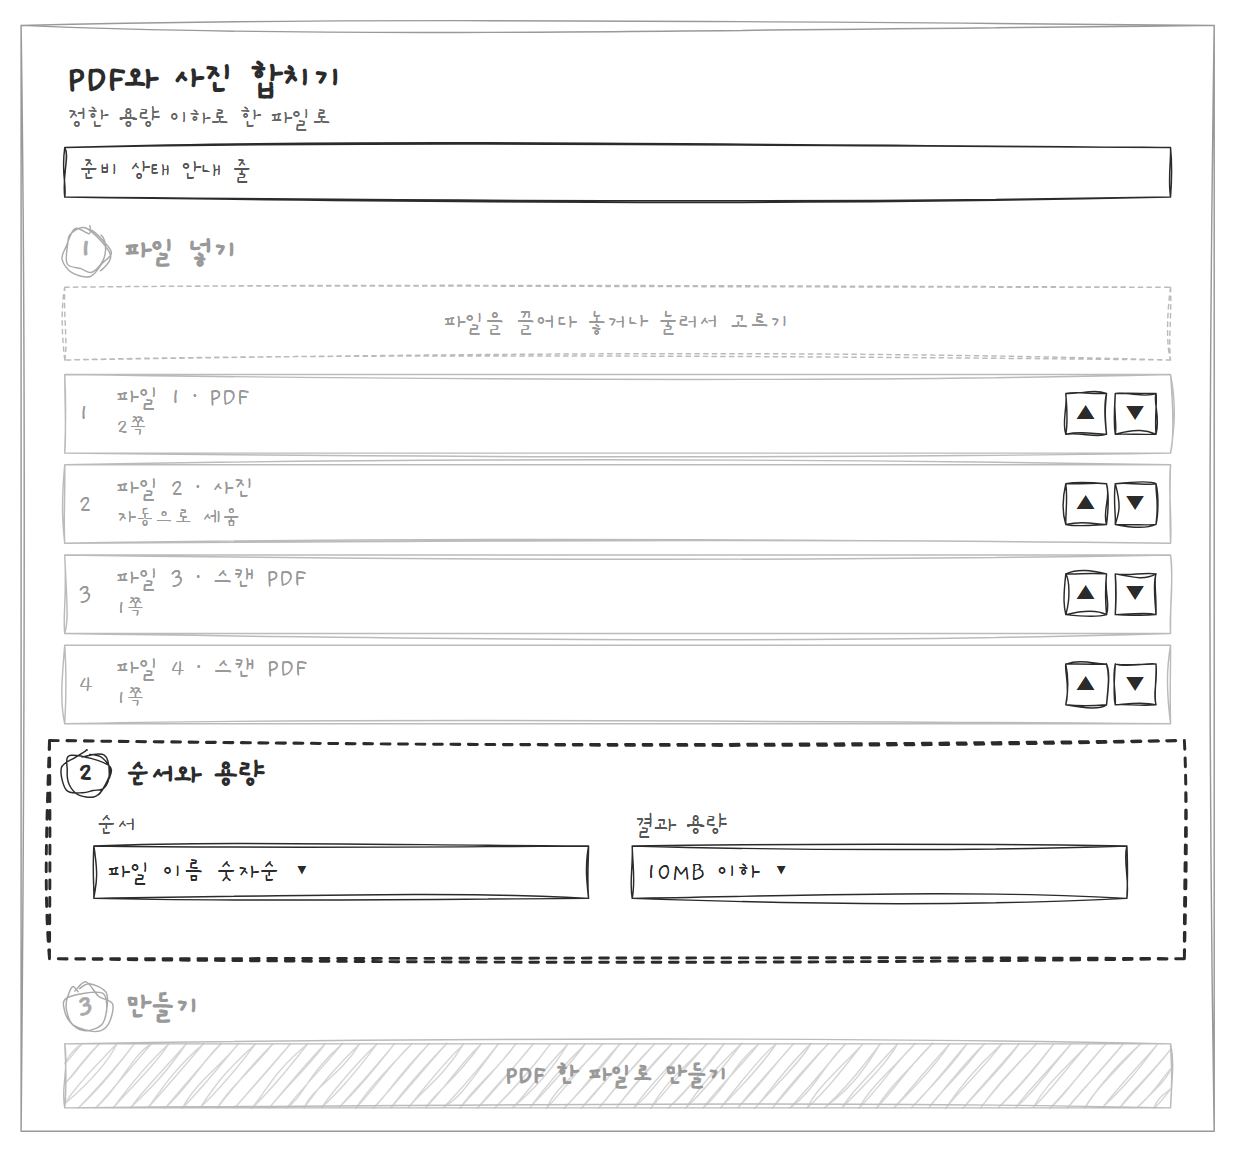 PDF와 사진 합치기
정한 용량 이하로 한 파일로
준비 상태 안내 줄
1 파일 넣기
파일을 끌어다 놓거나 눌러서 고르기
1 파일 1 · PDF ▲ ▼
2쪽
2 파일 2 · 사진 ▲ ▼
자동으로 세움
3 파일 3 · 스캔 PDF ▲ ▼
1쪽
4 파일 4 · 스캔 PDF ▲ ▼
1쪽
2 순서와 용량
순서 결과 용량
파일 이름 숫자순 ▼ 10MB 이하 ▼
3 만들기
PDF 한 파일로 만들기